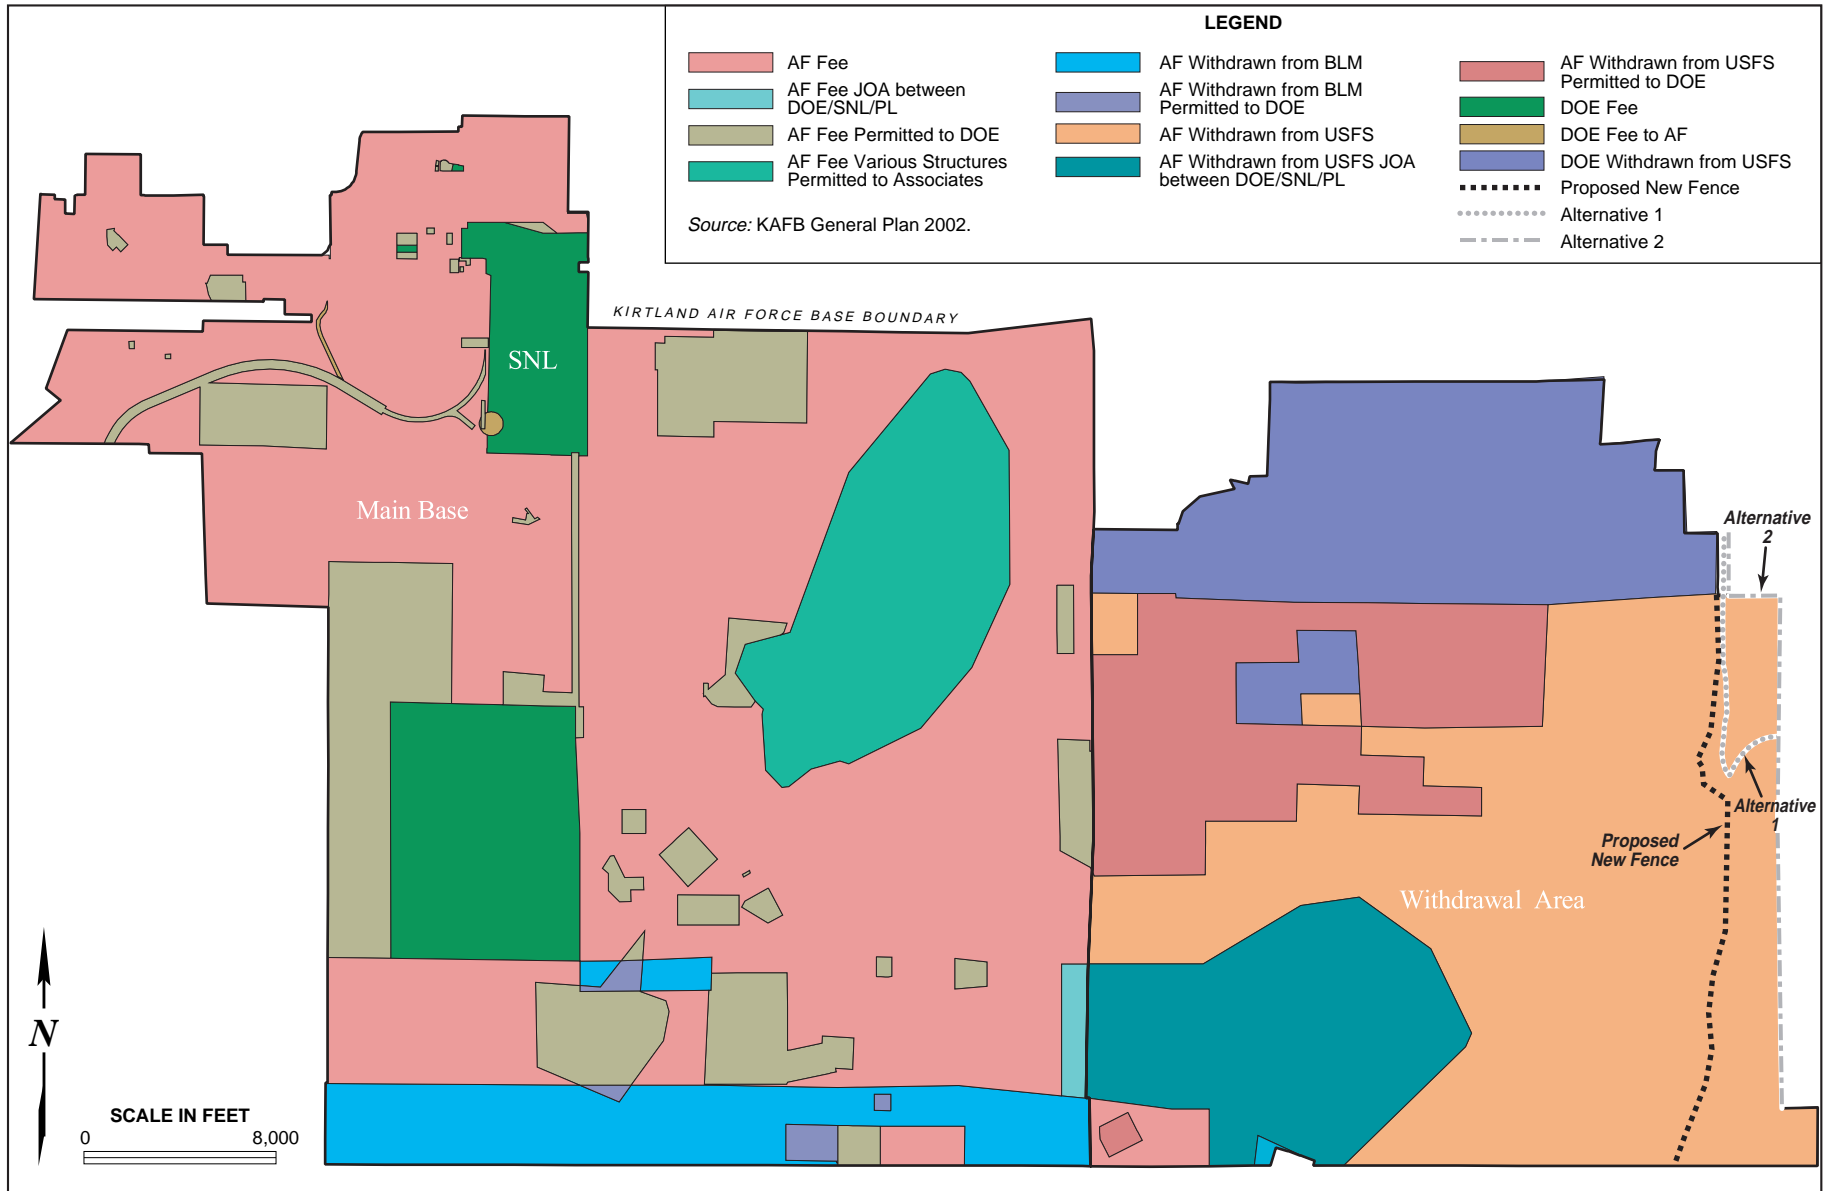 LEGEND
AF Fee
AF Fee JOA between
DOE/SNL/PL
AF Fee Permitted to DOE
AF Fee Various Structures
Permitted to Associates
Source: KAFB General Plan 2002.
AF Withdrawn from BLM
AF Withdrawn from BLM
Permitted to DOE
AF Withdrawn from USFS
AF Withdrawn from USFS JOA
between DOE/SNL/PL
AF Withdrawn from USFS
Permitted to DOE
DOE Fee
DOE Fee to AF
DOE Withdrawn from USFS
Proposed New Fence
Alternative 1
Alternative 2
KIRTLAND AIR FORCE BASE BOUNDARY
SNL
Main Base
Alternative
2
Alternative
1
Proposed
New Fence
Withdrawal Area
N
SCALE IN FEET
0 8,000